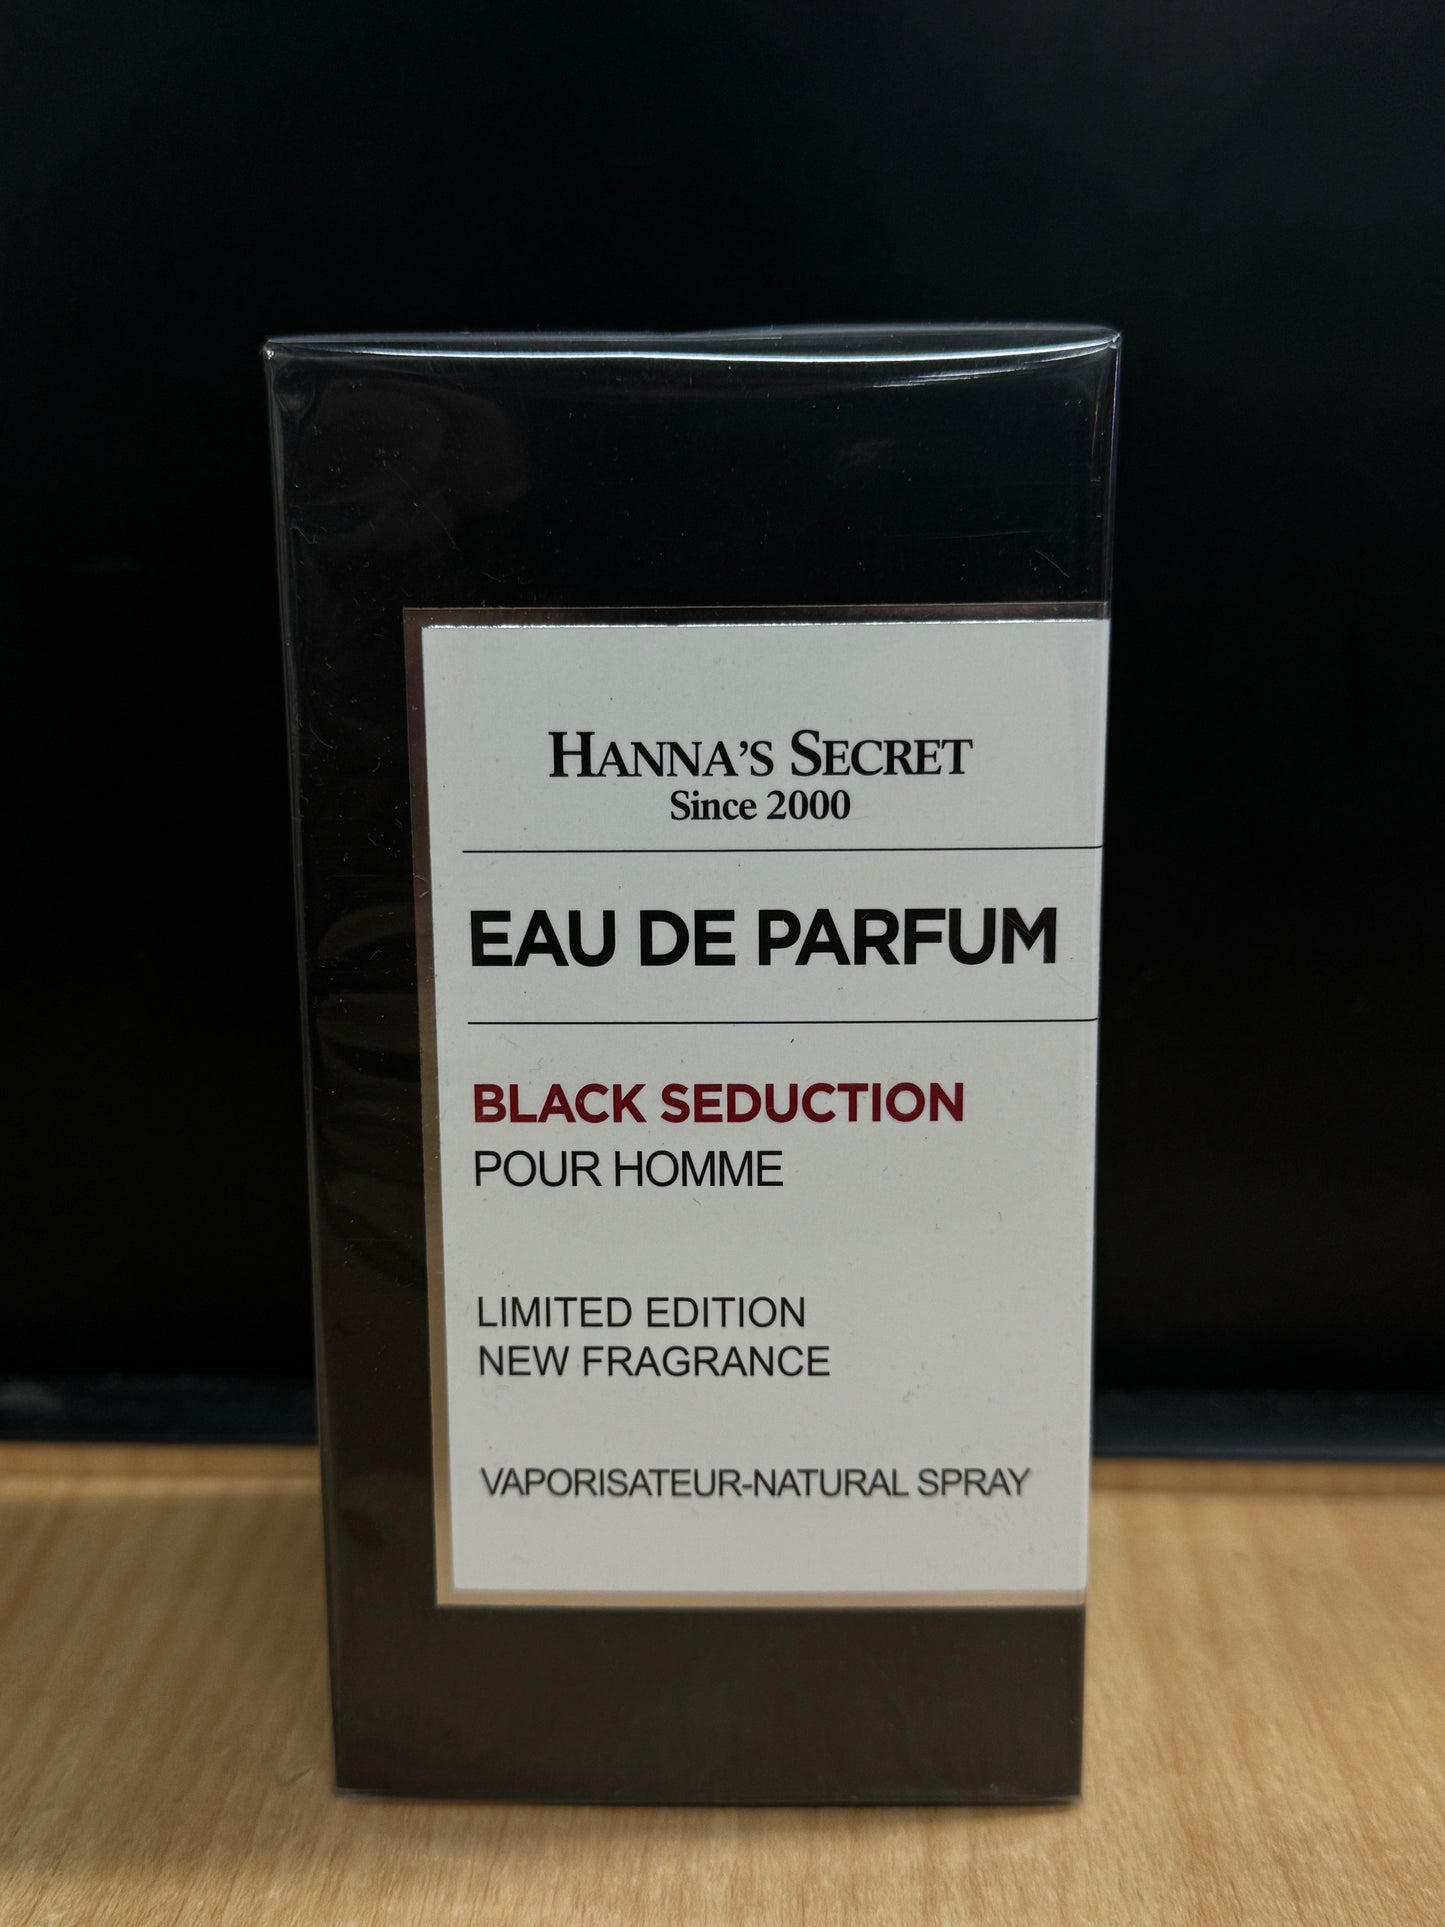 HANNA'S SECRET
Since 2000
EAU DE PARFUM
BLACK SEDUCTION
POUR HOMME
LIMITED EDITION
NEW FRAGRANCE
VAPORISATEUR-NATURAL SPRAY